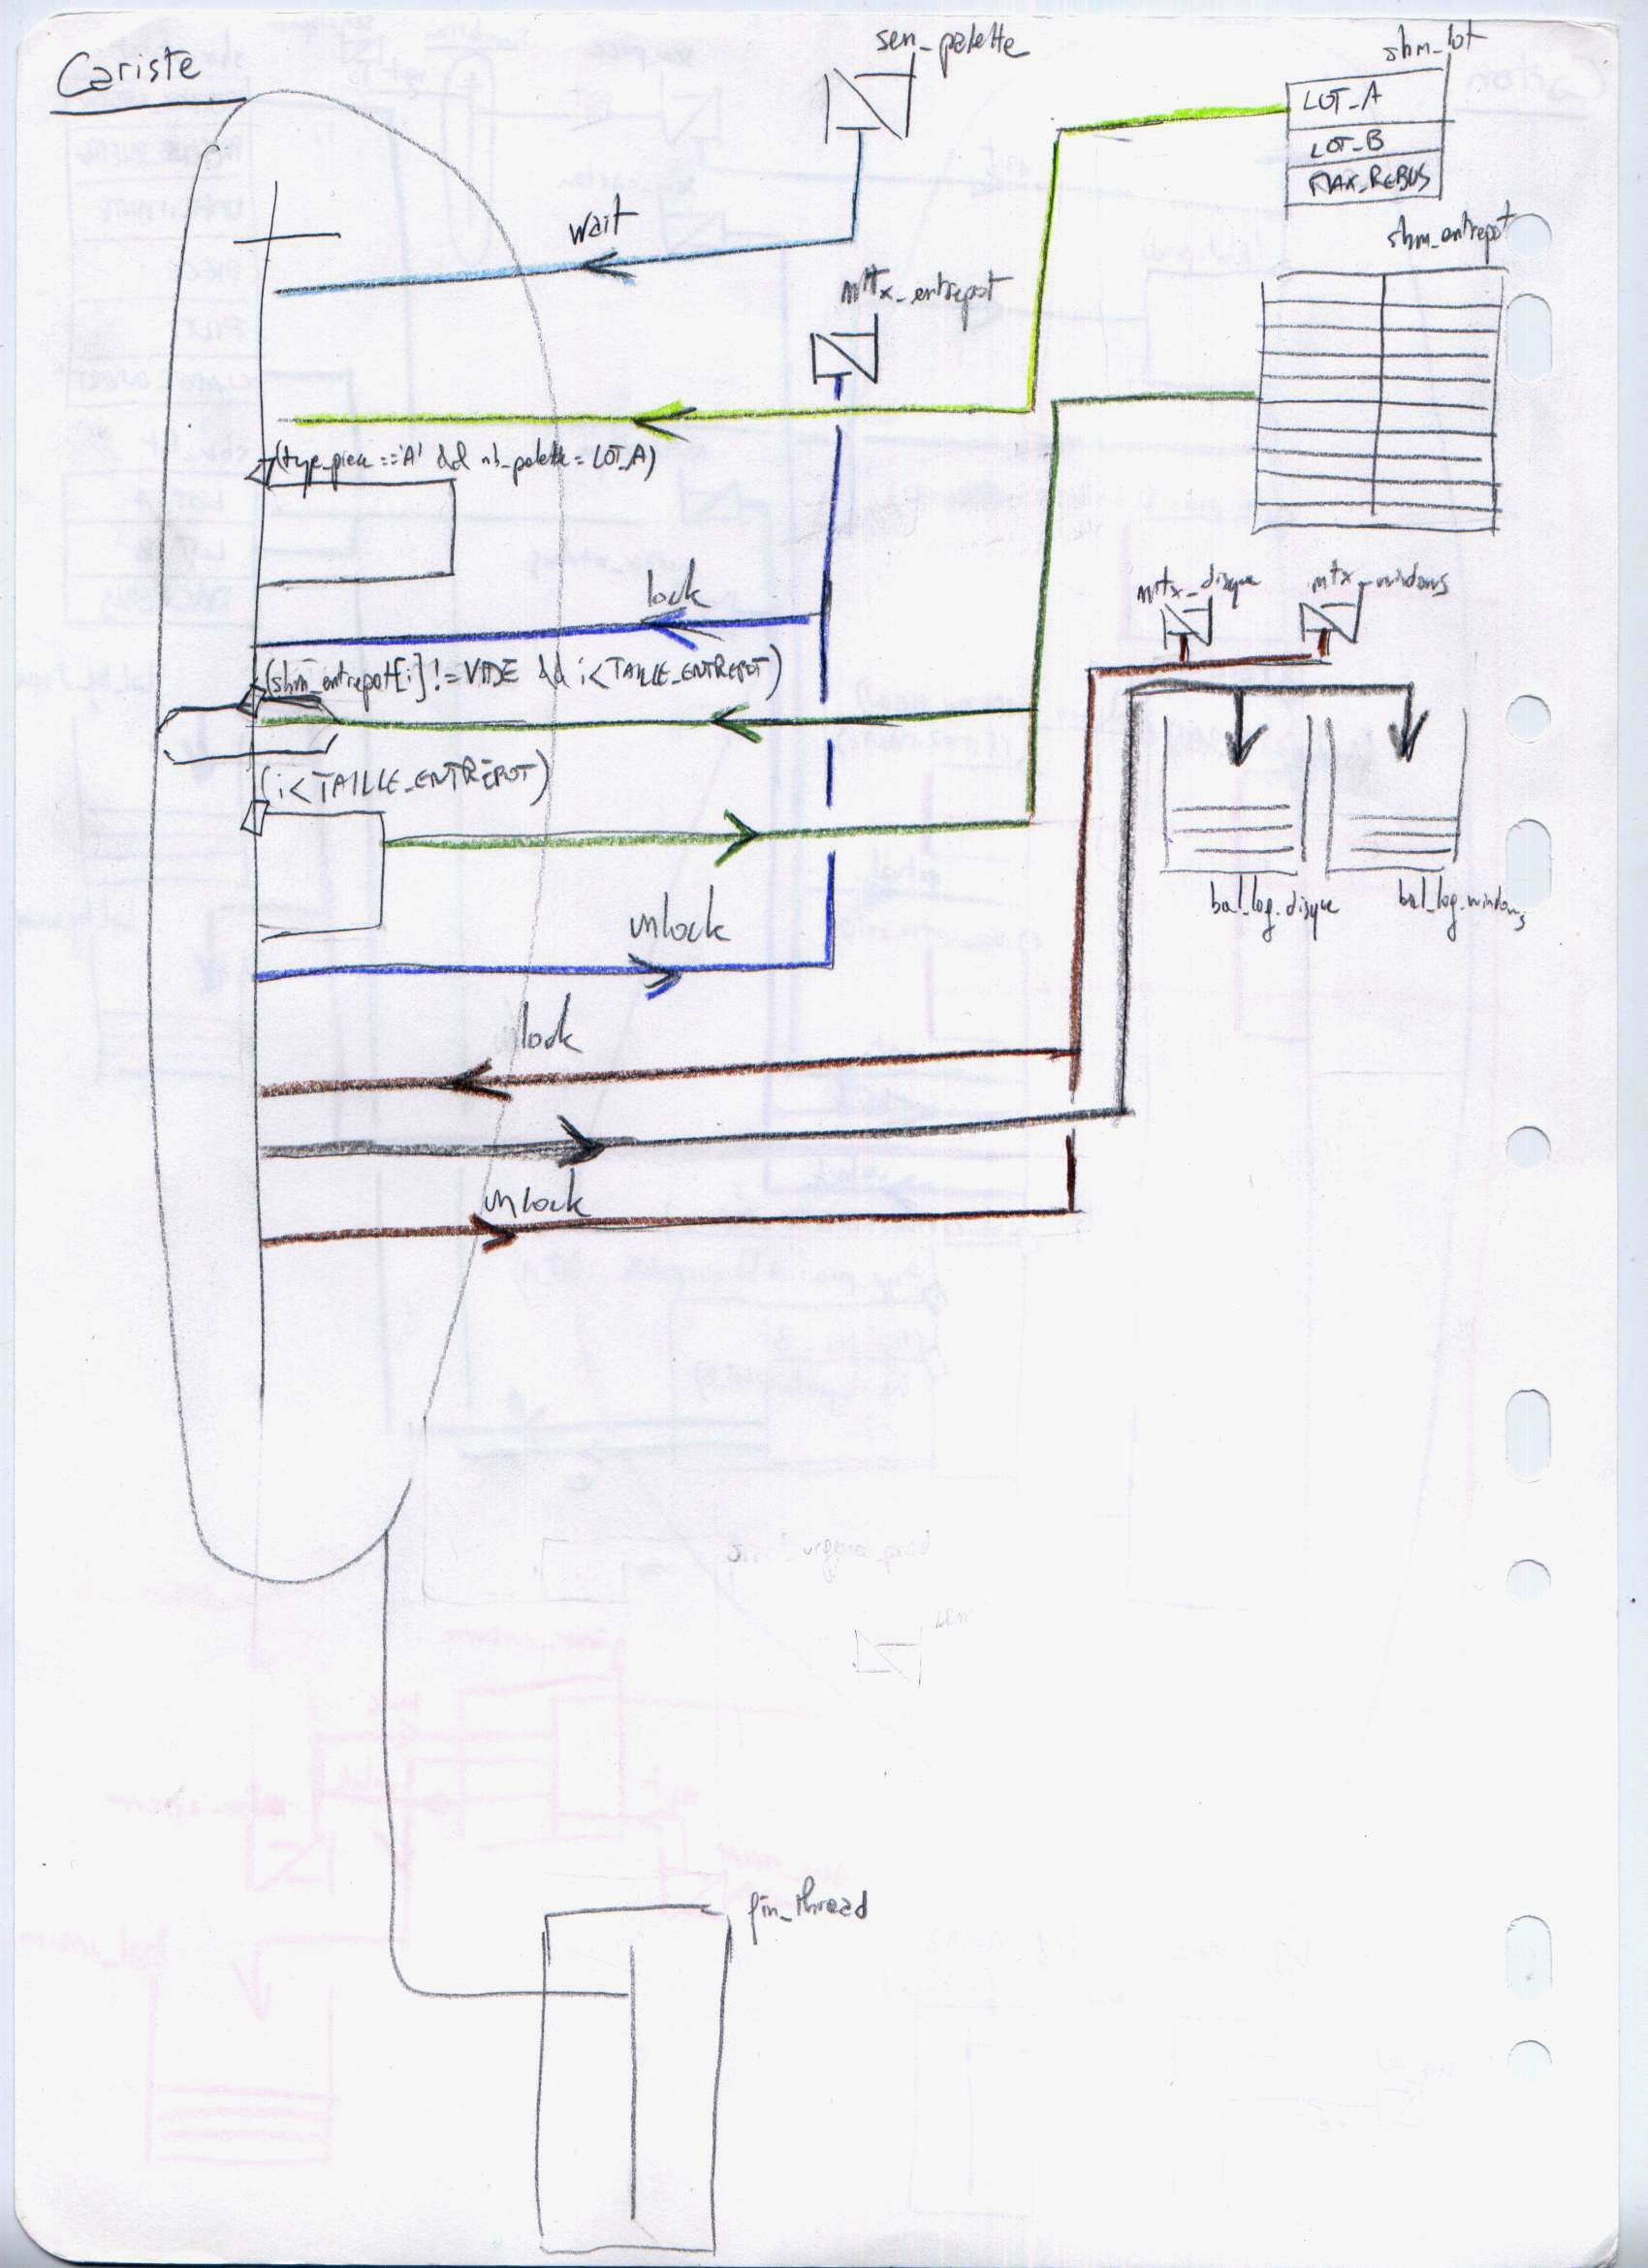 Cariste
sem_palette
shm_lot
LOT_A
LOT_B
MAX_REBUS
wait
shm_entrepot
mtx_entrepot
(type_piece == 'A' && nb_palette = LOT_A)
mtx_disque
mtx_windows
lock
(shm_entrepot[i] != VIDE && i < TAILLE_ENTREPOT)
(i < TAILLE_ENTREPOT)
bal_log_disque
bal_log_windows
unlock
lock
unlock
fin_thread